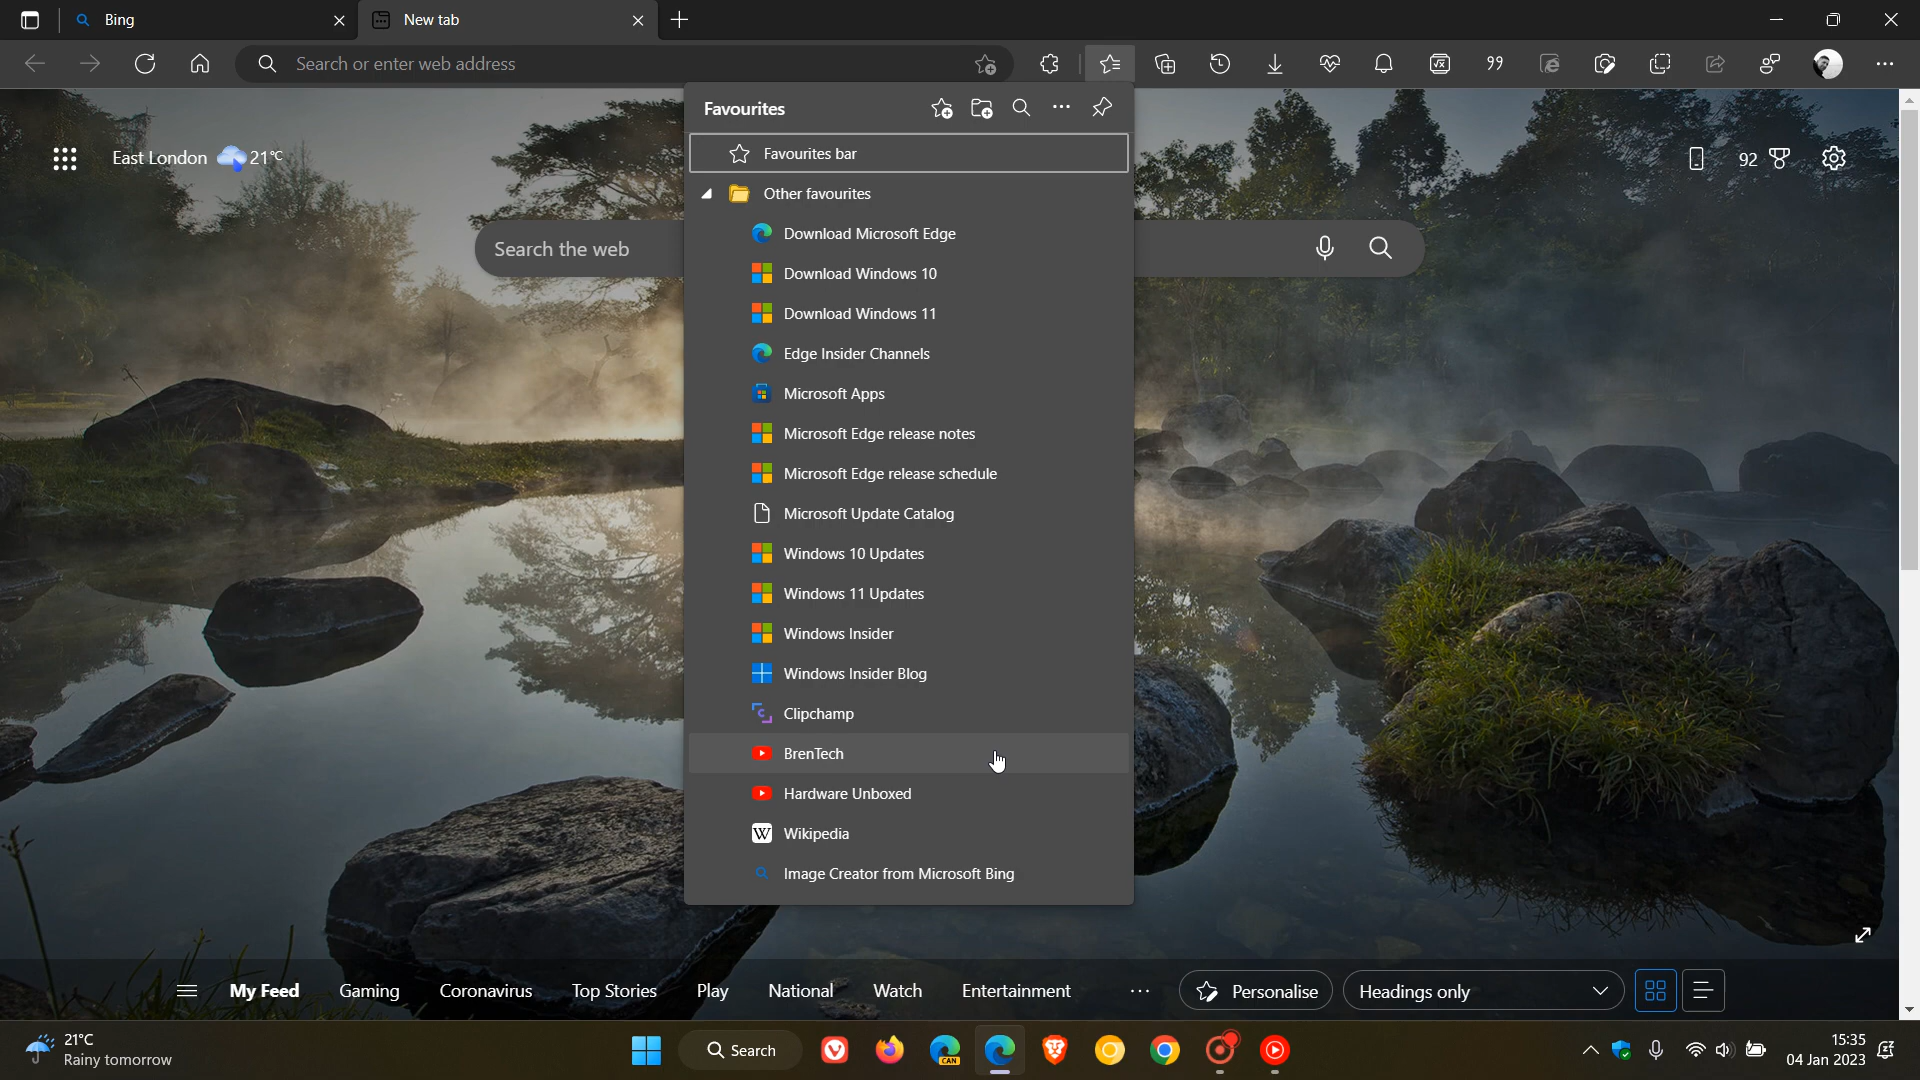 Bing
New tab
Search or enter web address
Favourites
Favourites bar
East London 21°C
92
Other favourites
Download Microsoft Edge
Search the web
Download Windows 10
Download Windows 11
Edge Insider Channels
Microsoft Apps
Microsoft Edge release notes
Microsoft Edge release schedule
Microsoft Update Catalog
Windows 10 Updates
Windows 11 Updates
Windows Insider
Windows Insider Blog
Clipchamp
BrenTech
Hardware Unboxed
W Wikipedia
Image Creator from Microsoft Bing
My Feed Gaming Coronavirus Top Stories Play National Watch Entertainment ... Personalise Headings only
21°C
Rainy tomorrow
Search
CAN
15:35
04 Jan 2023